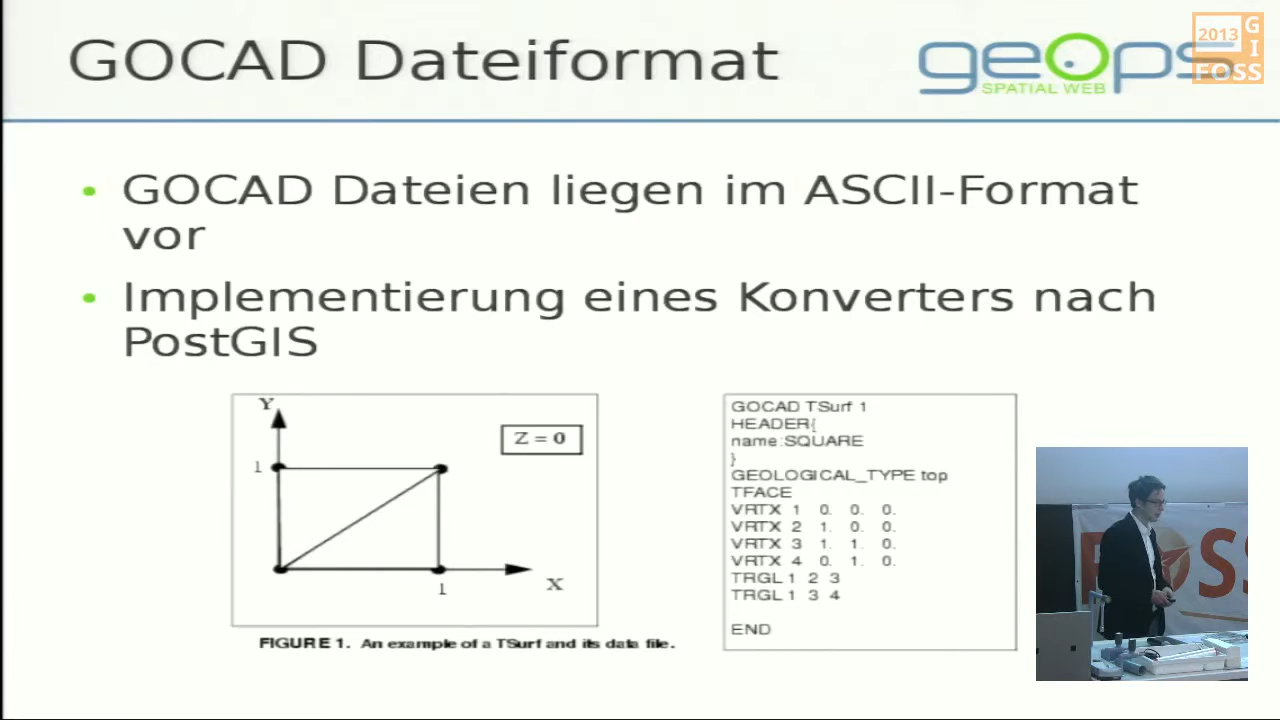 GOCAD Dateiformat
geops
SPATIAL WEB
2013
G
I
FOSS
• GOCAD Dateien liegen im ASCII-Format
vor
• Implementierung eines Konverters nach
PostGIS
Y
Z = 0
1
1
X
FIGURE 1. An example of a TSurf and its data file.
GOCAD TSurf 1
HEADER{
name:SQUARE
}
GEOLOGICAL_TYPE top
TFACE
VRTX 1 0. 0. 0.
VRTX 2 1. 0. 0.
VRTX 3 1. 1. 0.
VRTX 4 0. 1. 0.
TRGL 1 2 3
TRGL 1 3 4
END
FOSS